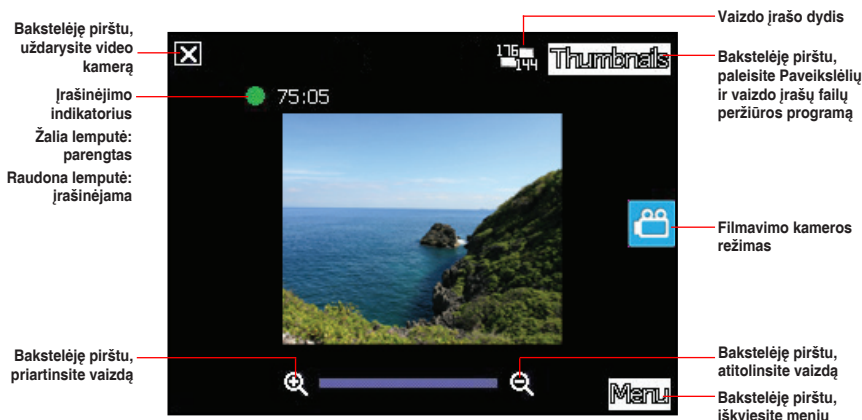 Bakstelėję pirštu,
uždarysite video
kamerą
Įrašinėjimo
indikatorius
Žalia lemputė:
parengtas
Raudona lemputė:
įrašinėjama
Bakstelėję pirštu,
priartinsite vaizdą
176
144
Thumbnails
75:05
Menu
Vaizdo įrašo dydis
Bakstelėję pirštu,
paleisite Paveikslėlių
ir vaizdo įrašų failų
peržiūros programą
Filmavimo kameros
režimas
Bakstelėję pirštu,
atitolinsite vaizdą
Bakstelėję pirštu,
iškviesite meniu